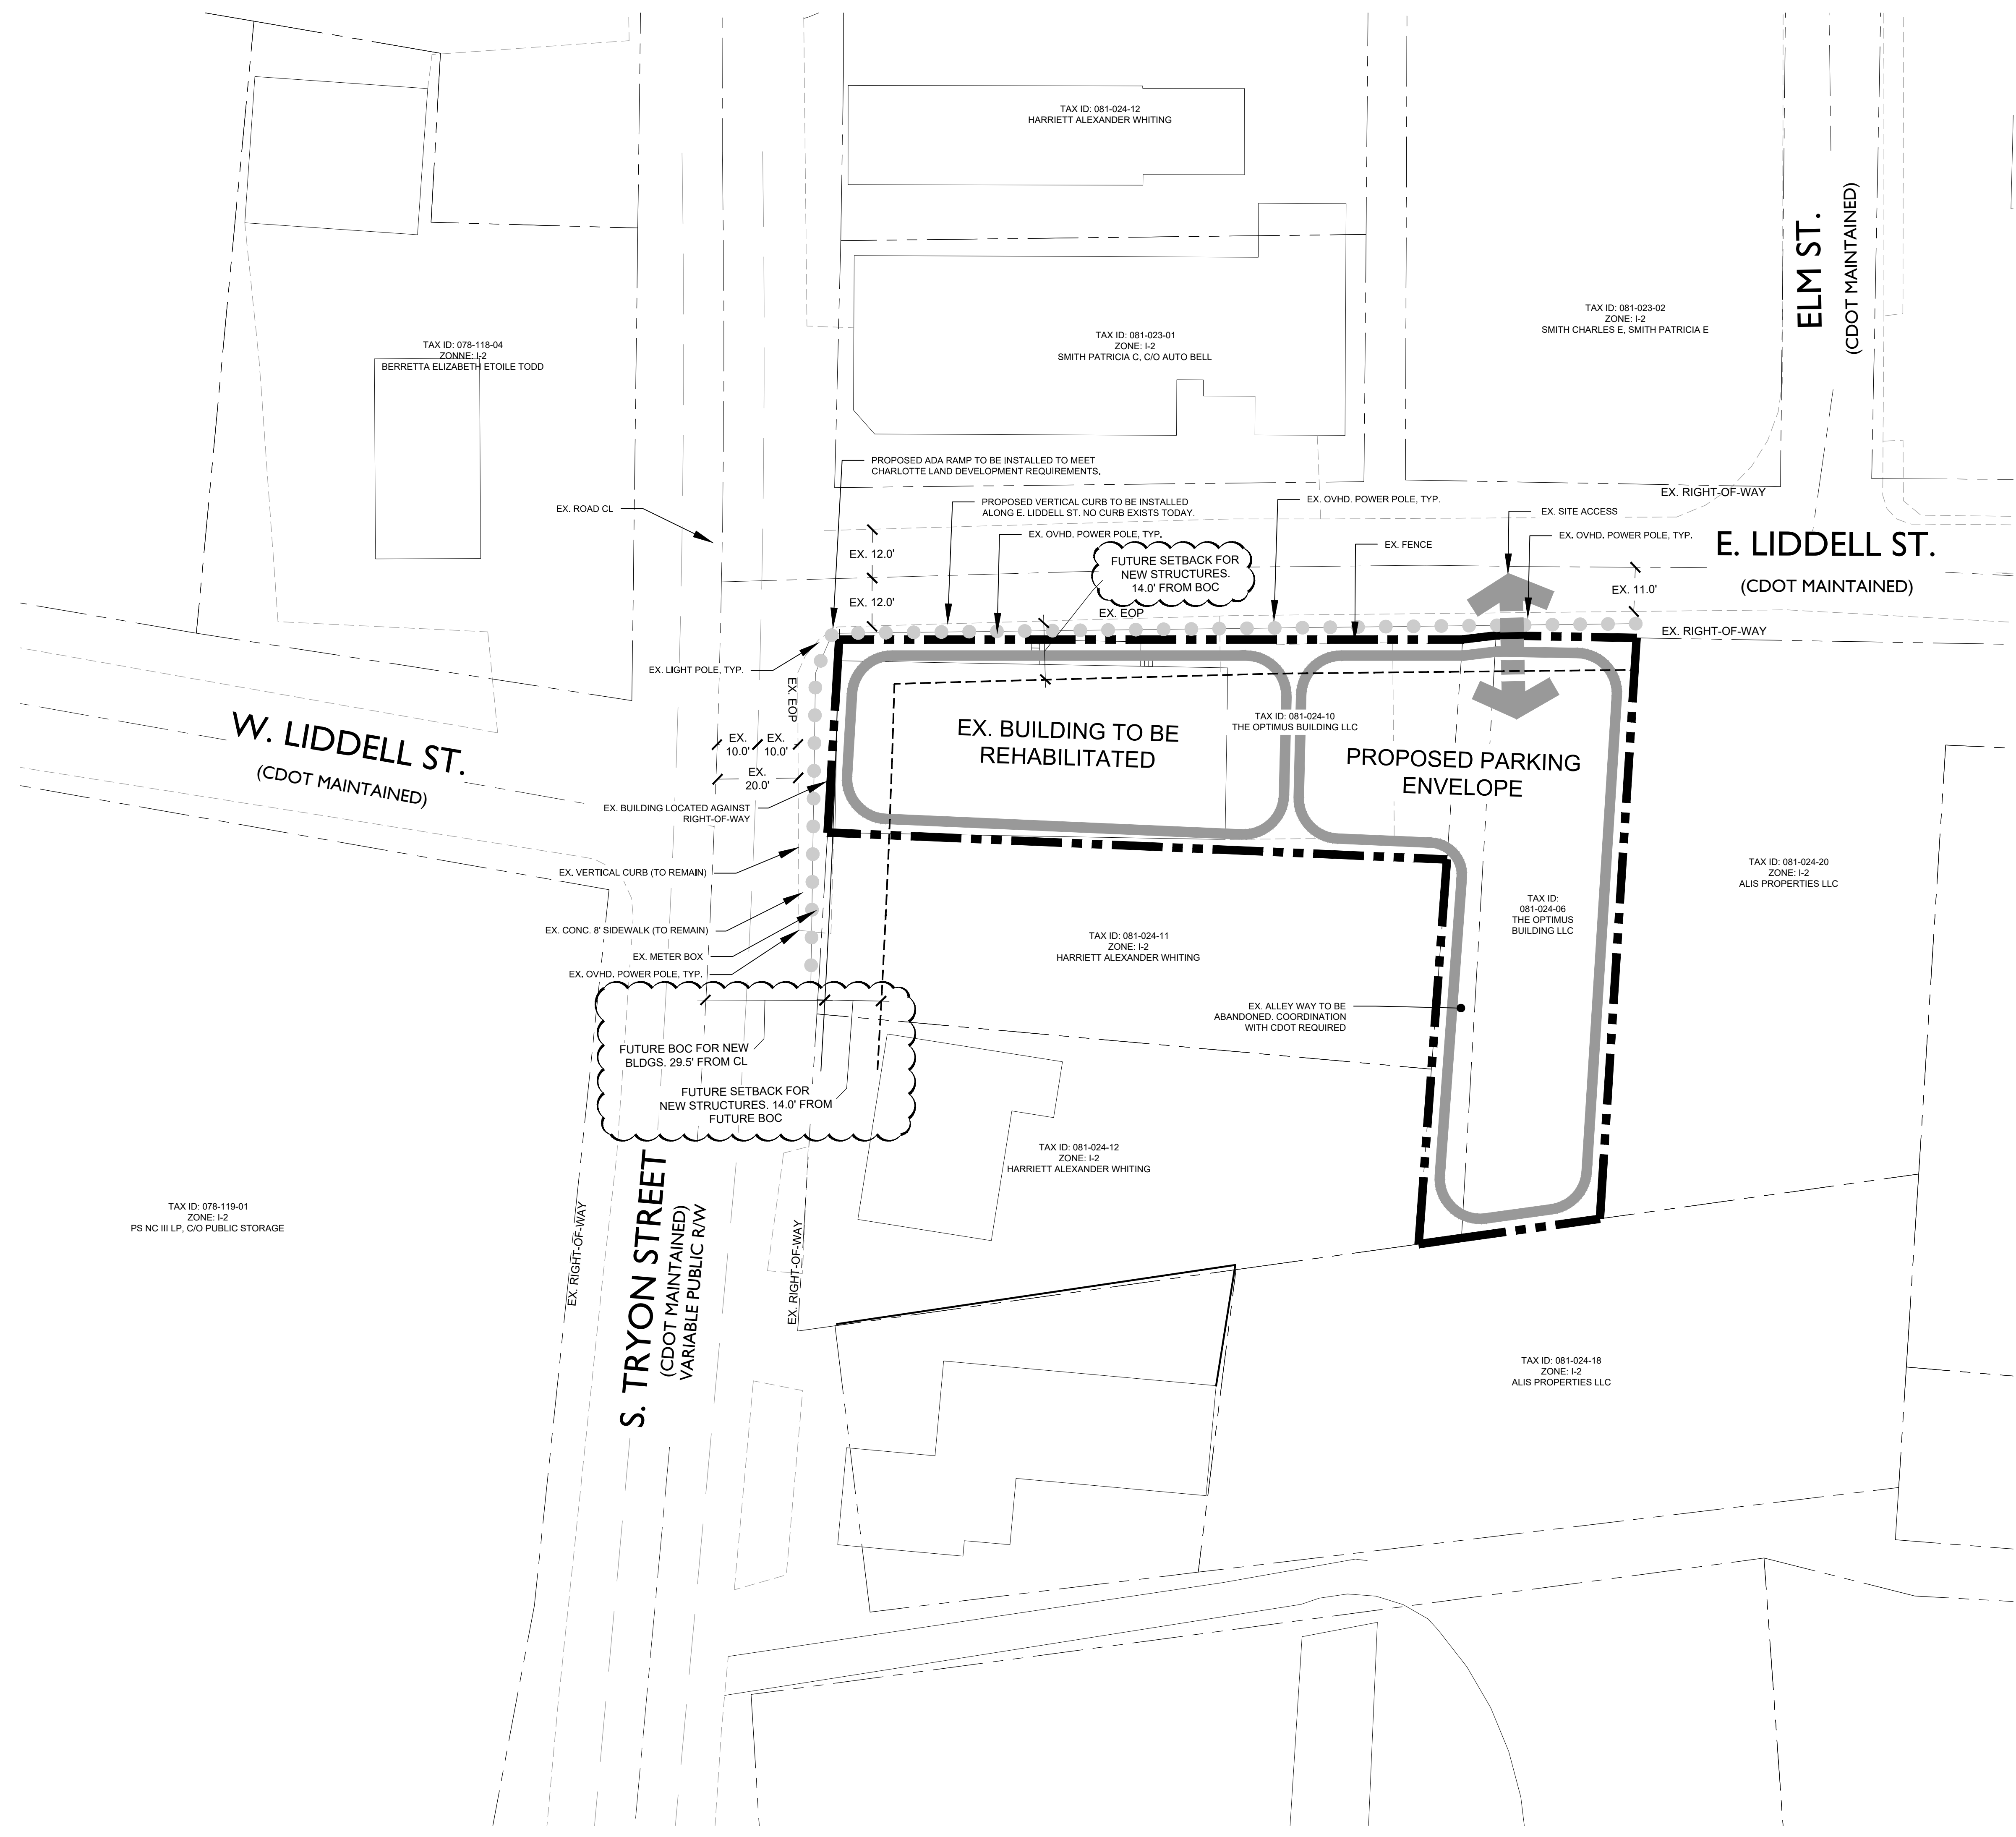 TAX ID: 081-024-12
HARRIETT ALEXANDER WHITING
ELM ST.
(CDOT MAINTAINED)
TAX ID: 081-023-02
ZONE: I-2
SMITH CHARLES E, SMITH PATRICIA E
TAX ID: 081-023-01
ZONE: I-2
SMITH PATRICIA C, C/O AUTO BELL
TAX ID: 078-118-04
ZONNE: I-2
BERRETTA ELIZABETH ETOILE TODD
PROPOSED ADA RAMP TO BE INSTALLED TO MEET
CHARLOTTE LAND DEVELOPMENT REQUIREMENTS.
EX. RIGHT-OF-WAY
PROPOSED VERTICAL CURB TO BE INSTALLED
ALONG E. LIDDELL ST. NO CURB EXISTS TODAY.
EX. OVHD. POWER POLE, TYP.
EX. ROAD CL
EX. SITE ACCESS
EX. OVHD. POWER POLE, TYP.
EX. OVHD. POWER POLE, TYP.
EX. FENCE
E. LIDDELL ST.
(CDOT MAINTAINED)
EX. 12.0'
FUTURE SETBACK FOR
NEW STRUCTURES.
14.0' FROM BOC
EX. 11.0'
EX. 12.0'
EX. EOP
EX. RIGHT-OF-WAY
EX. LIGHT POLE, TYP.
EX. EOP
W. LIDDELL ST.
(CDOT MAINTAINED)
EX.
10.0'
EX.
10.0'
EX.
20.0'
EX. BUILDING TO BE
REHABILITATED
TAX ID: 081-024-10
THE OPTIMUS BUILDING LLC
PROPOSED PARKING
ENVELOPE
EX. BUILDING LOCATED AGAINST
RIGHT-OF-WAY
EX. VERTICAL CURB (TO REMAIN)
TAX ID: 081-024-20
ZONE: I-2
ALIS PROPERTIES LLC
TAX ID:
081-024-06
THE OPTIMUS
BUILDING LLC
EX. CONC. 8' SIDEWALK (TO REMAIN)
TAX ID: 081-024-11
ZONE: I-2
HARRIETT ALEXANDER WHITING
EX. METER BOX
EX. OVHD. POWER POLE, TYP.
EX. ALLEY WAY TO BE
ABANDONED. COORDINATION
WITH CDOT REQUIRED
FUTURE BOC FOR NEW
BLDGS. 29.5' FROM CL
FUTURE SETBACK FOR
NEW STRUCTURES. 14.0' FROM
FUTURE BOC
TAX ID: 081-024-12
ZONE: I-2
HARRIETT ALEXANDER WHITING
TAX ID: 078-119-01
ZONE: I-2
PS NC III LP, C/O PUBLIC STORAGE
EX. RIGHT-OF-WAY
S. TRYON STREET
(CDOT MAINTAINED)
VARIABLE PUBLIC R/W
EX. RIGHT-OF-WAY
TAX ID: 081-024-18
ZONE: I-2
ALIS PROPERTIES LLC